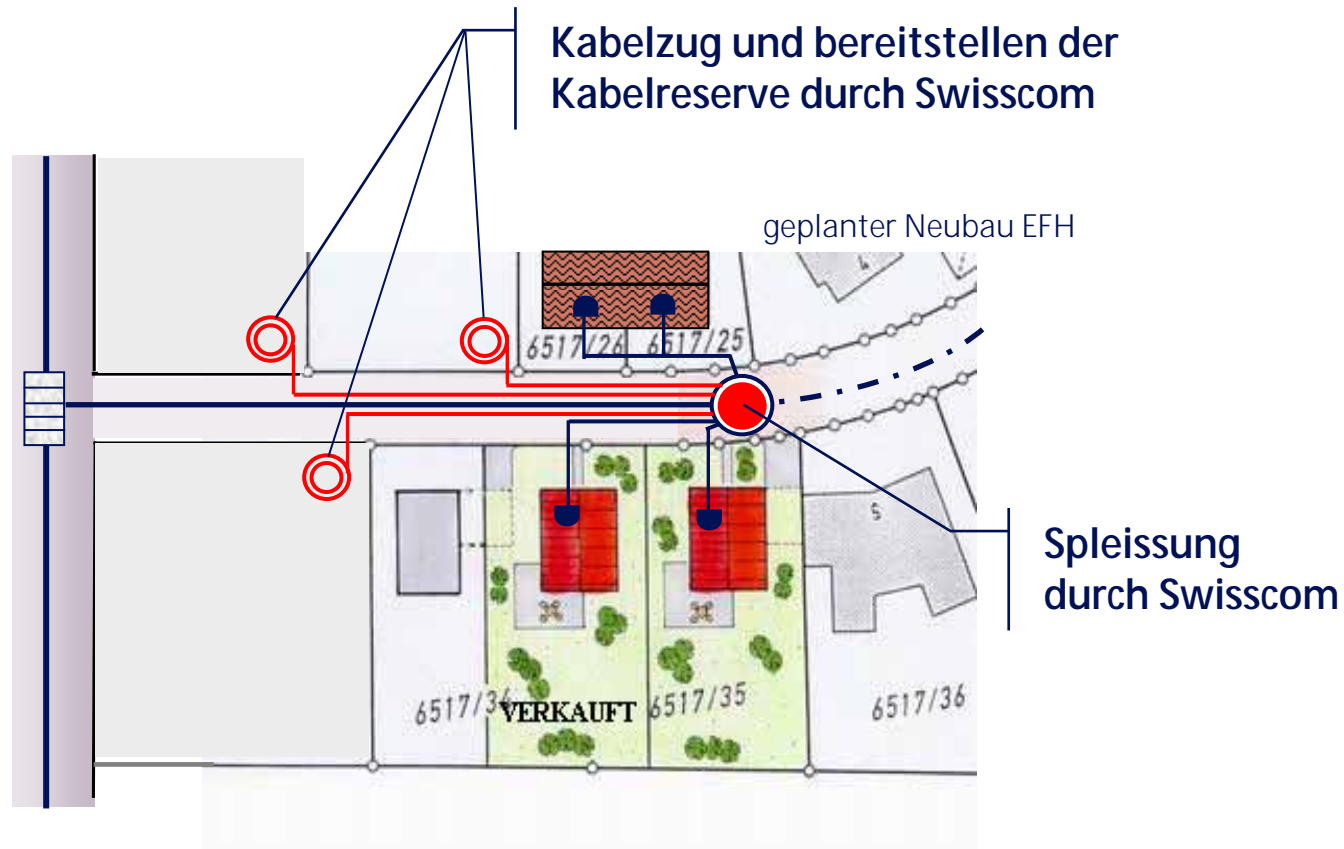 Kabelzug und bereitstellen der
Kabelreserve durch Swisscom
geplanter Neubau EFH
4
6517/26
6517/25
Spleissung
durch Swisscom
5
6517/34
VERKAUFT
6517/35
6517/36